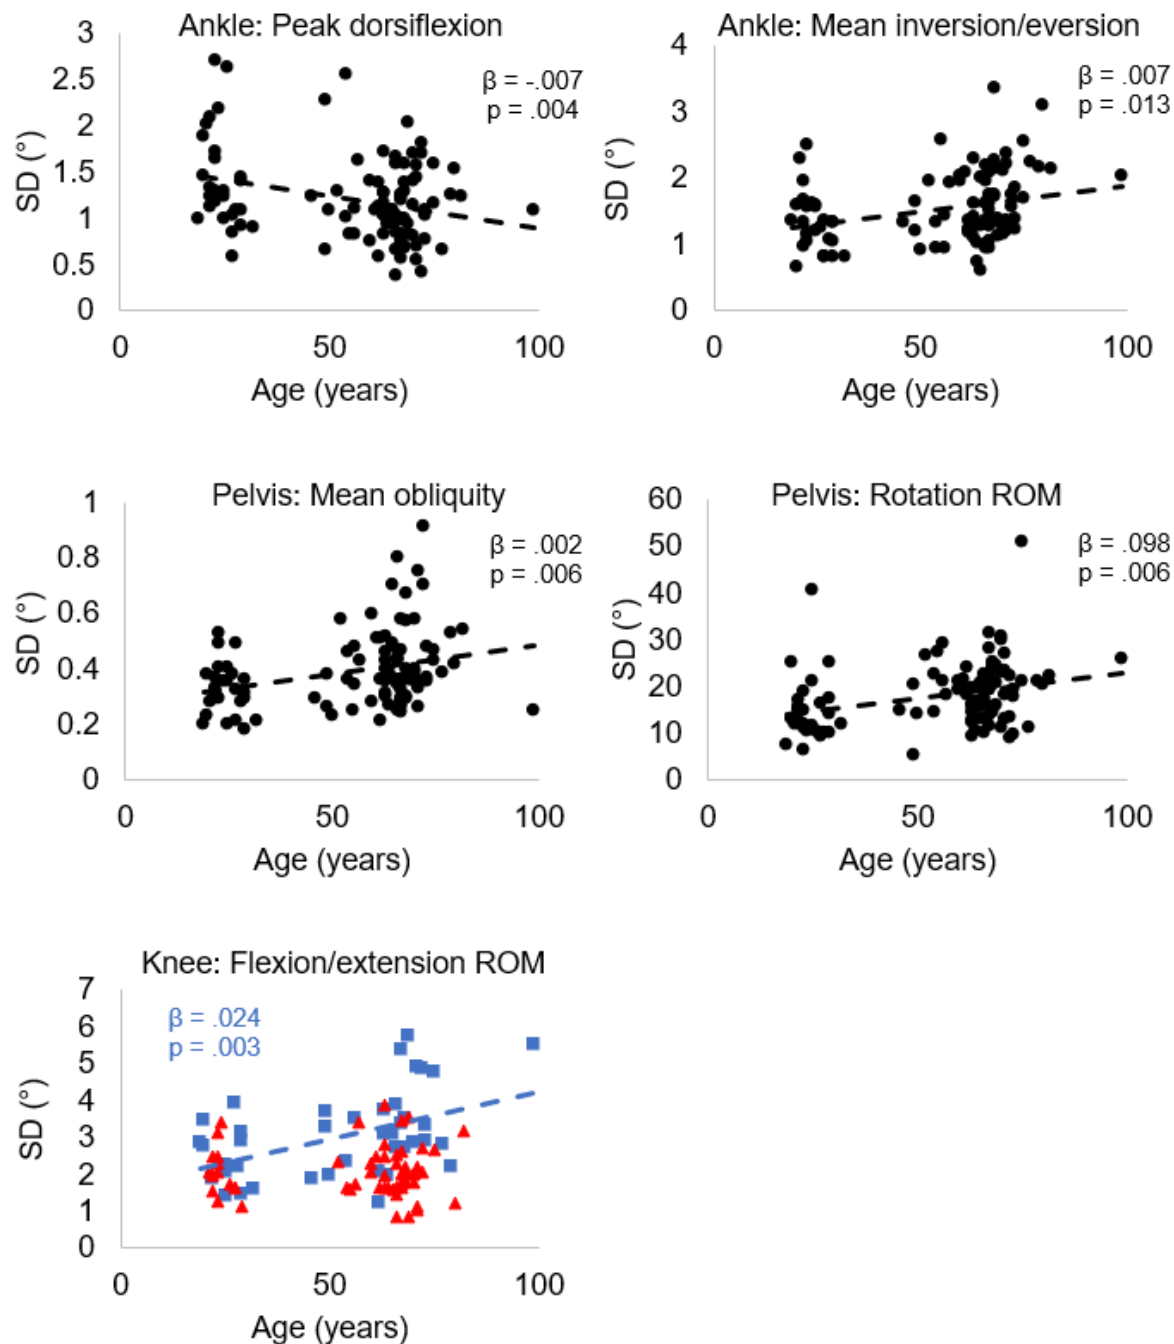 Ankle: Peak dorsiflexion
3
2.5
2
1.5
1
0.5
0
SD (°)
β = -.007
p = .004
0 50 100
Age (years)
Ankle: Mean inversion/eversion
4
3
2
1
0
SD (°)
β = .007
p = .013
0 50 100
Age (years)
Pelvis: Mean obliquity
1
0.8
0.6
0.4
0.2
0
SD (°)
β = .002
p = .006
0 50 100
Age (years)
Pelvis: Rotation ROM
60
50
40
30
20
10
0
SD (°)
β = .098
p = .006
0 50 100
Age (years)
Knee: Flexion/extension ROM
7
6
5
4
3
2
1
0
SD (°)
β = .024
p = .003
0 50 100
Age (years)